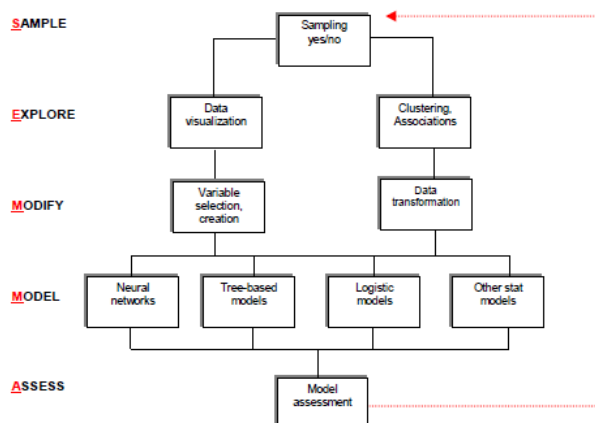 SAMPLE
Sampling
yes/no
EXPLORE
Data
visualization
Clustering,
Associations
MODIFY
Variable
selection,
creation
Data
transformation
MODEL
Neural
networks
Tree-based
models
Logistic
models
Other stat
models
ASSESS
Model
assessment